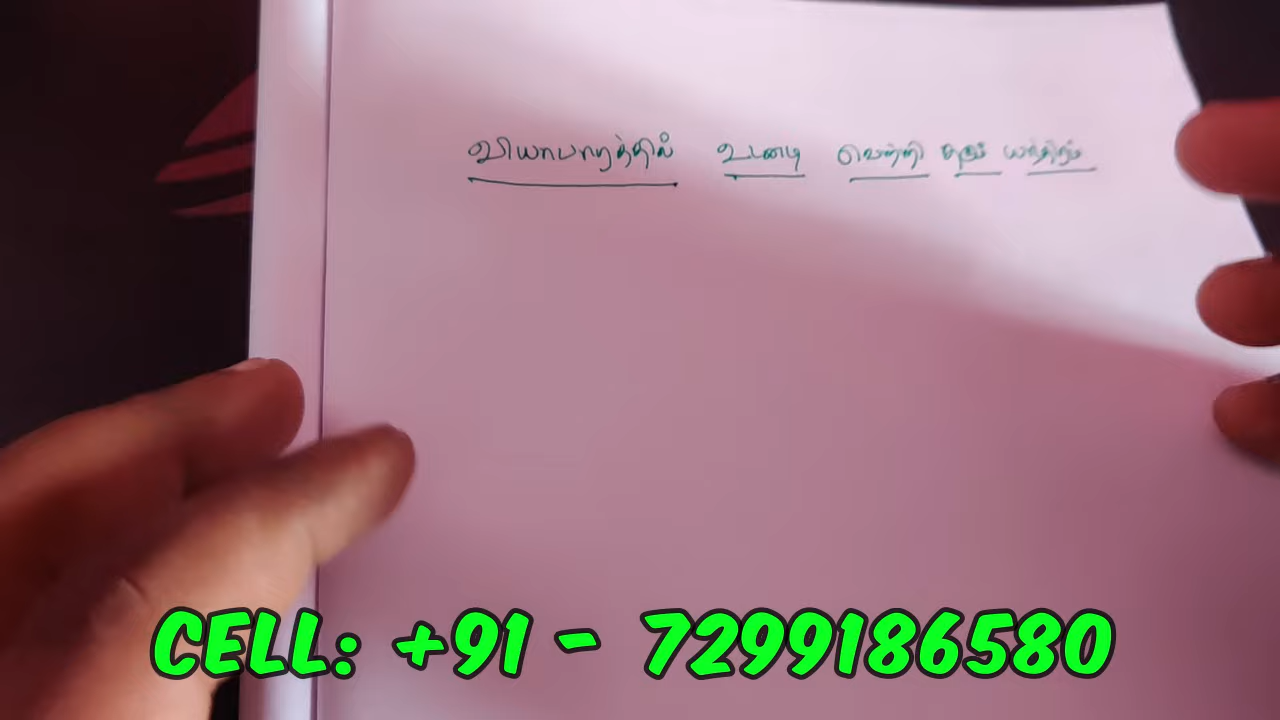 வியாபாரத்தில் உடனடி வெற்றி தரும் யந்திரம்
CELL: +91 - 7299186580